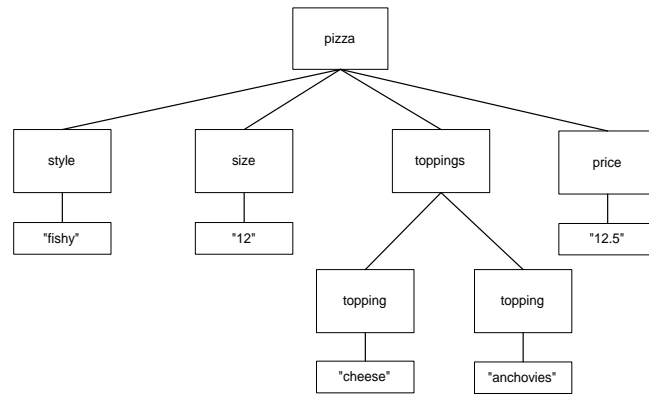 pizza
style
size
toppings
price
"fishy"
"12"
"12.5"
topping
topping
"cheese"
"anchovies"